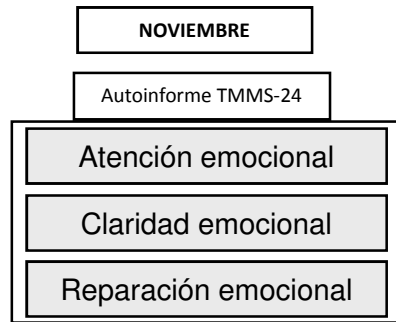 NOVIEMBRE
Autoinforme TMMS-24
Atención emocional
Claridad emocional
Reparación emocional